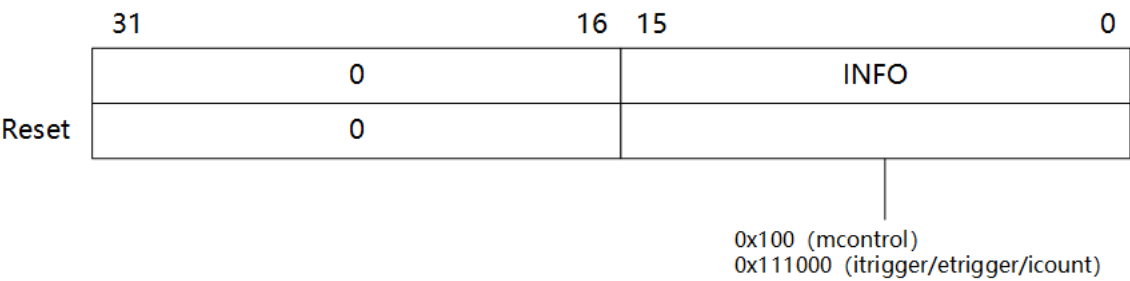 31 16 15 0
0 INFO
Reset 0
0x100 (mcontrol)
0x111000 (itrigger/etrigger/icount)